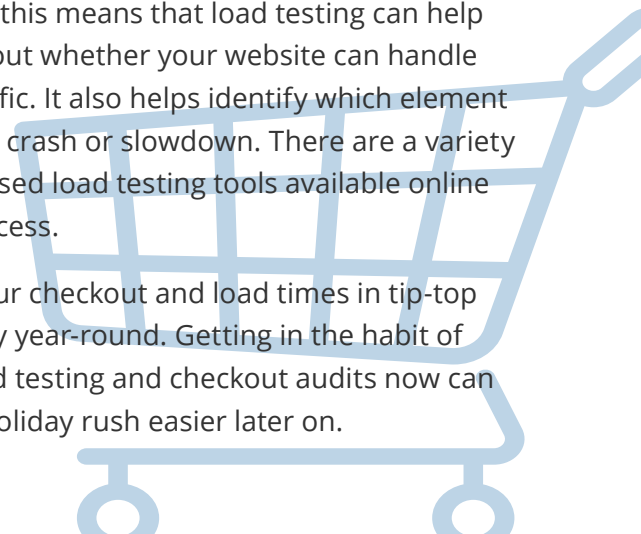 this means that load testing can help
out whether your website can handle
fic. It also helps identify which element
crash or slowdown. There are a variety
sed load testing tools available online
cess.
ur checkout and load times in tip-top
y year-round. Getting in the habit of
d testing and checkout audits now can
oliday rush easier later on.